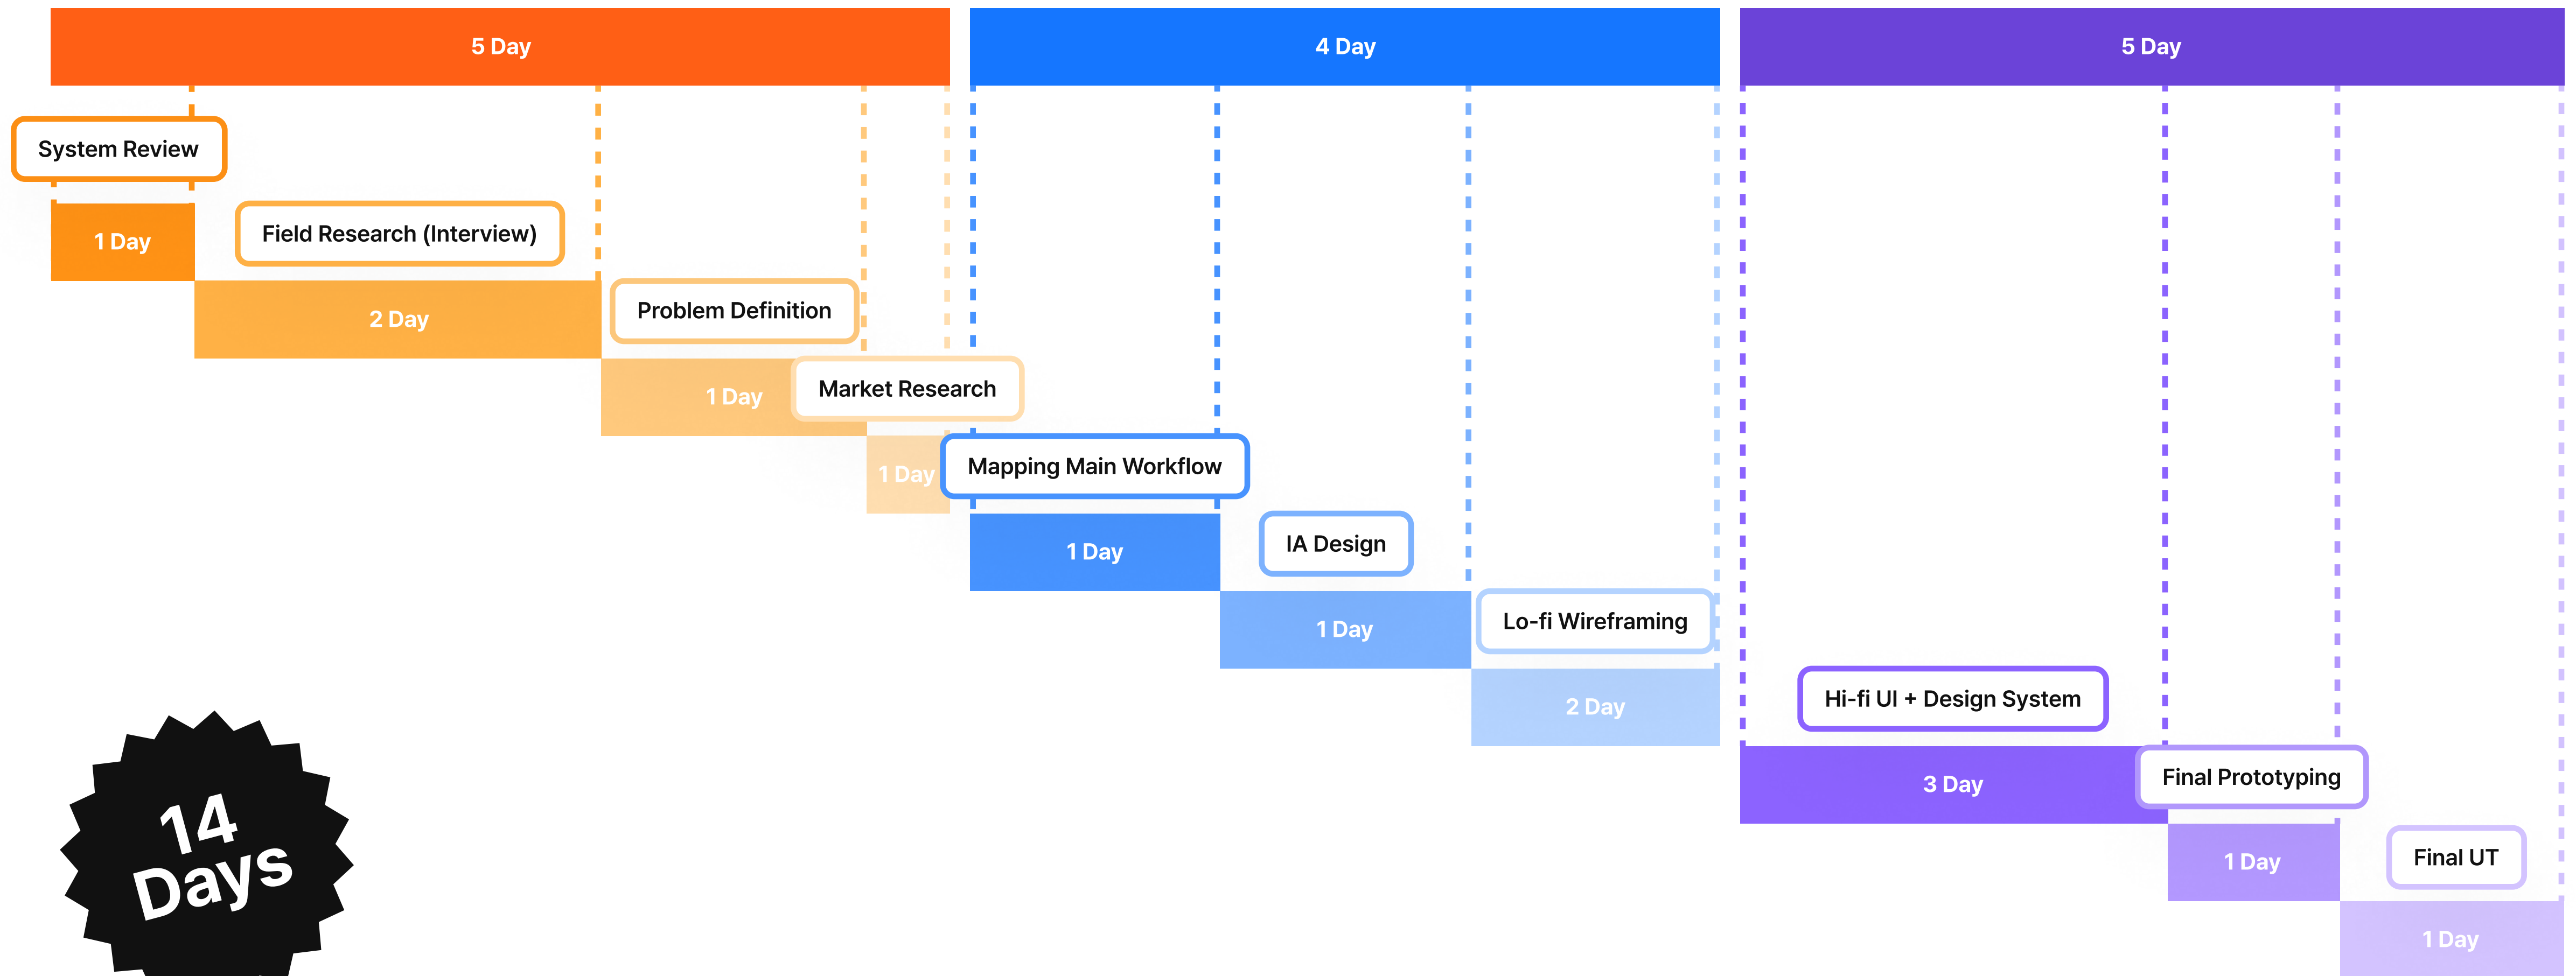 5 Day
4 Day
5 Day
System Review
1 Day
Field Research (Interview)
2 Day
Problem Definition
1 Day
Market Research
1 Day
Mapping Main Workflow
1 Day
IA Design
1 Day
Lo-fi Wireframing
2 Day
Hi-fi UI + Design System
3 Day
Final Prototyping
1 Day
Final UT
1 Day
14
Days